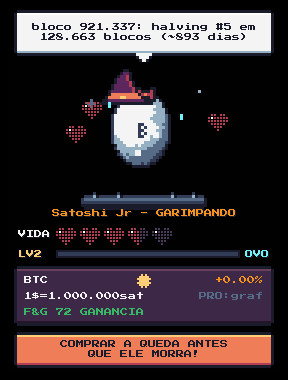 bloco 921.337: halving #5 em
128.663 blocos (~893 dias)
B
Satoshi Jr - GARIMPANDO
VIDA
LV2 OVO
BTC +0.00%
1$=1.000.000sat PRO:graf
F&G 72 GANANCIA
COMPRAR A QUEDA ANTES
QUE ELE MORRA!